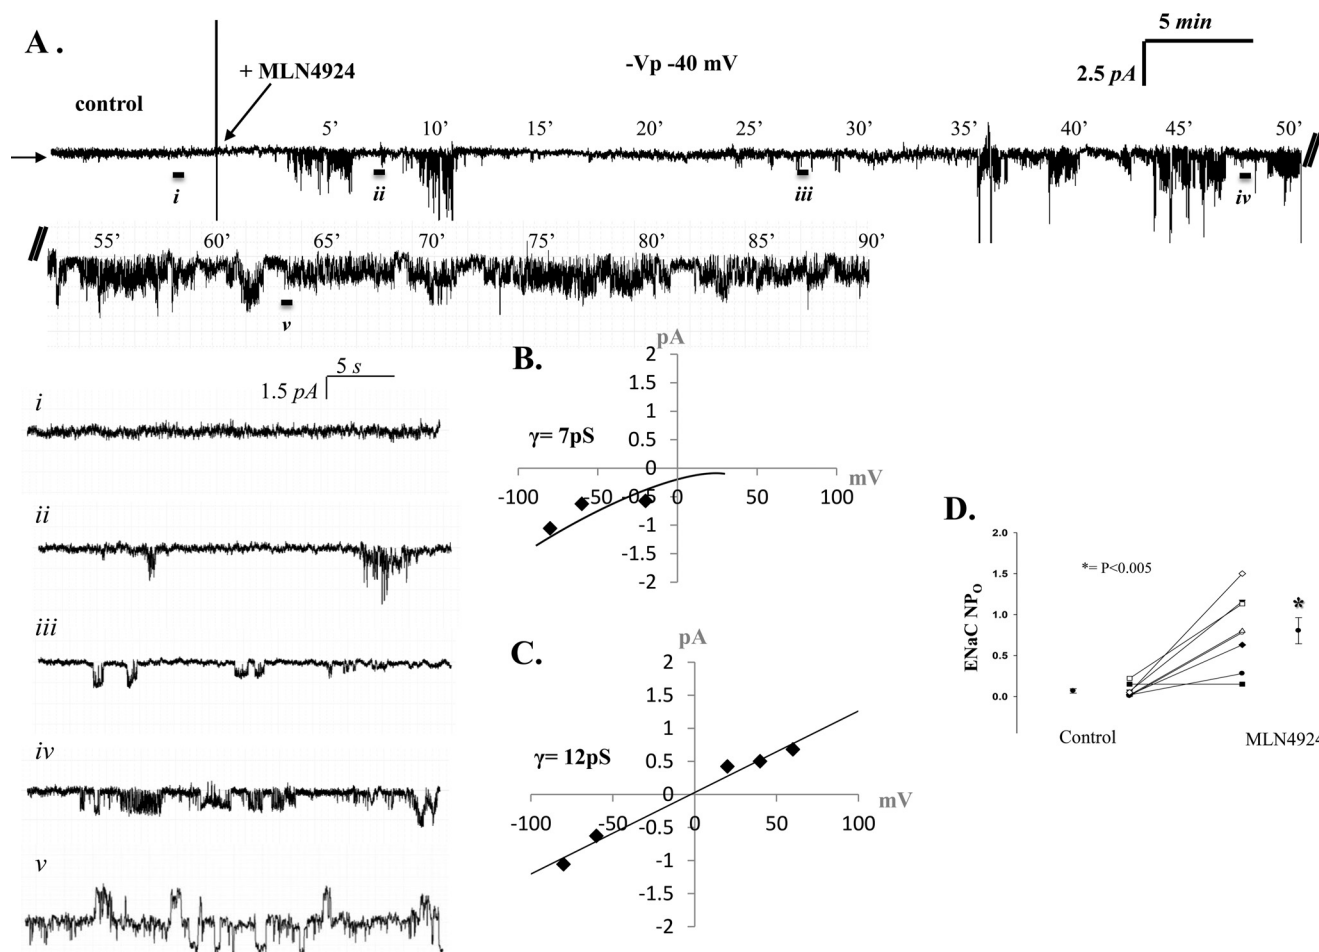 A .
5 min
+ MLN4924
-Vp -40 mV
2.5 pA
control
5’ 10’ 15’ 20’ 25’ 30’ 35’ 40’ 45’ 50’
i ii iii iv
55’ 60’ 65’ 70’ 75’ 80’ 85’ 90’
v
5 s
1.5 pA
i
ii
iii
iv
v
B.
pA
2
1.5
1
0.5
0
-0.5
-1
-1.5
-2
γ= 7pS
mV
-100 -50 0 50 100
C.
pA
2
1.5
1
0.5
0
-0.5
-1
-1.5
-2
γ= 12pS
mV
-100 -50 0 50 100
D.
2.0
1.5
1.0
0.5
0.0
ENaC NPO
*= P<0.005
*
Control
MLN4924